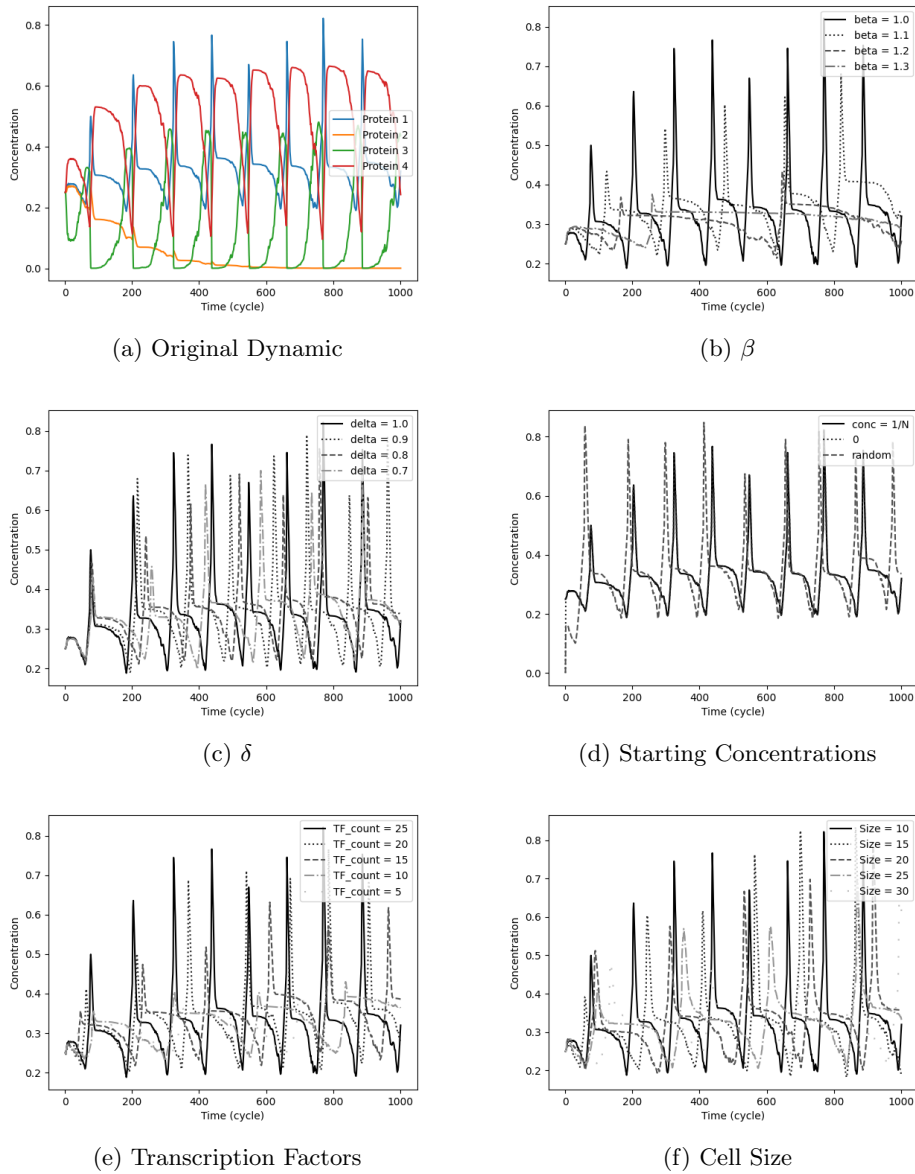 0.8
0.6
0.4
0.2
0.0
Concentration
Protein 1
Protein 2
Protein 3
Protein 4
0 200 400 600 800 1000
Time (cycle)
(a) Original Dynamic
0.8
0.7
0.6
0.5
0.4
0.3
0.2
Concentration
beta = 1.0
beta = 1.1
beta = 1.2
beta = 1.3
0 200 400 600 800 1000
Time (cycle)
(b) β
0.8
0.7
0.6
0.5
0.4
0.3
0.2
Concentration
delta = 1.0
delta = 0.9
delta = 0.8
delta = 0.7
0 200 400 600 800 1000
Time (cycle)
(c) δ
0.8
0.6
0.4
0.2
0.0
Concentration
conc = 1/N
0
random
0 200 400 600 800 1000
Time (cycle)
(d) Starting Concentrations
0.8
0.7
0.6
0.5
0.4
0.3
0.2
Concentration
TF_count = 25
TF_count = 20
TF_count = 15
TF_count = 10
TF_count = 5
0 200 400 600 800 1000
Time (cycle)
(e) Transcription Factors
0.8
0.7
0.6
0.5
0.4
0.3
0.2
Concentration
Size = 10
Size = 15
Size = 20
Size = 25
Size = 30
0 200 400 600 800 1000
Time (cycle)
(f) Cell Size